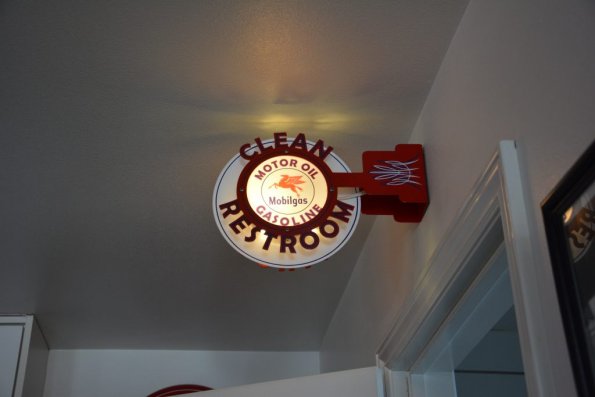 CLEAN
MOTOR OIL
Mobilgas
GASOLINE
RESTROOM